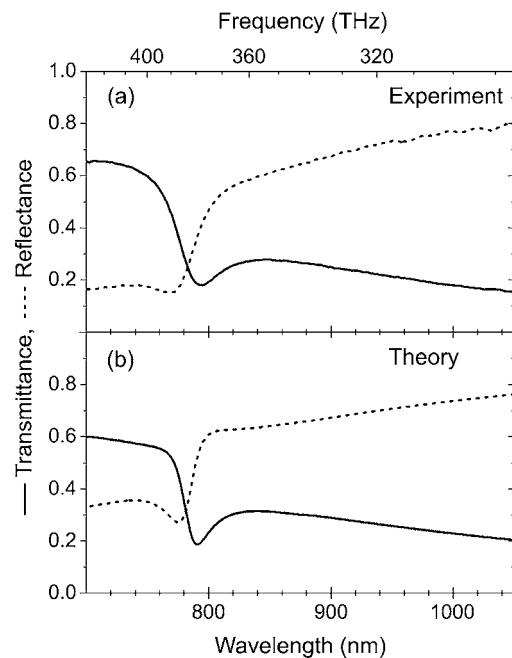 Frequency (THz)
400 360 320
1.0
(a) Experiment
0.8
0.6
0.4
0.2
(b) Theory
0.8
0.6
0.4
0.2
0.0
800 900 1000
Wavelength (nm)
Transmittance, Reflectance